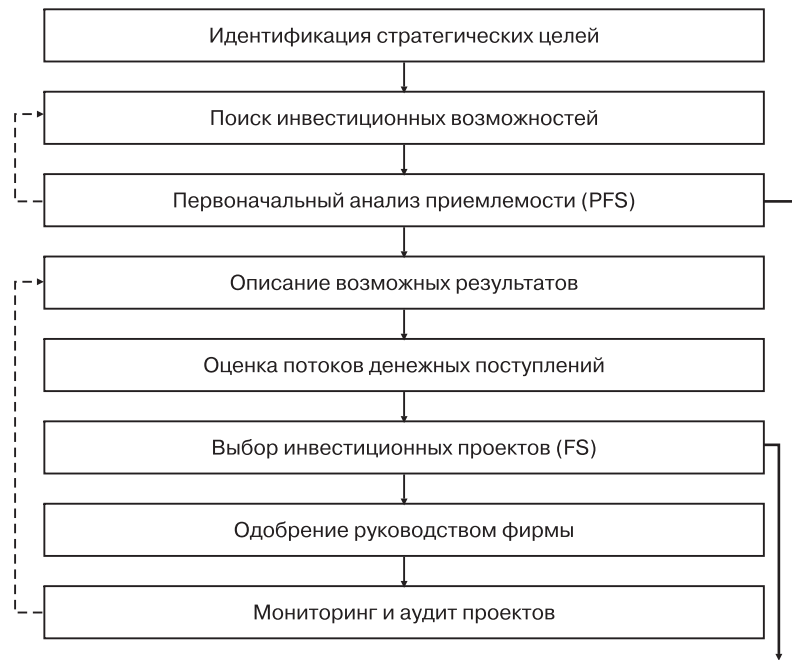 Идентификация стратегических целей
Поиск инвестиционных возможностей
Первоначальный анализ приемлемости (PFS)
Описание возможных результатов
Оценка потоков денежных поступлений
Выбор инвестиционных проектов (FS)
Одобрение руководством фирмы
Мониторинг и аудит проектов